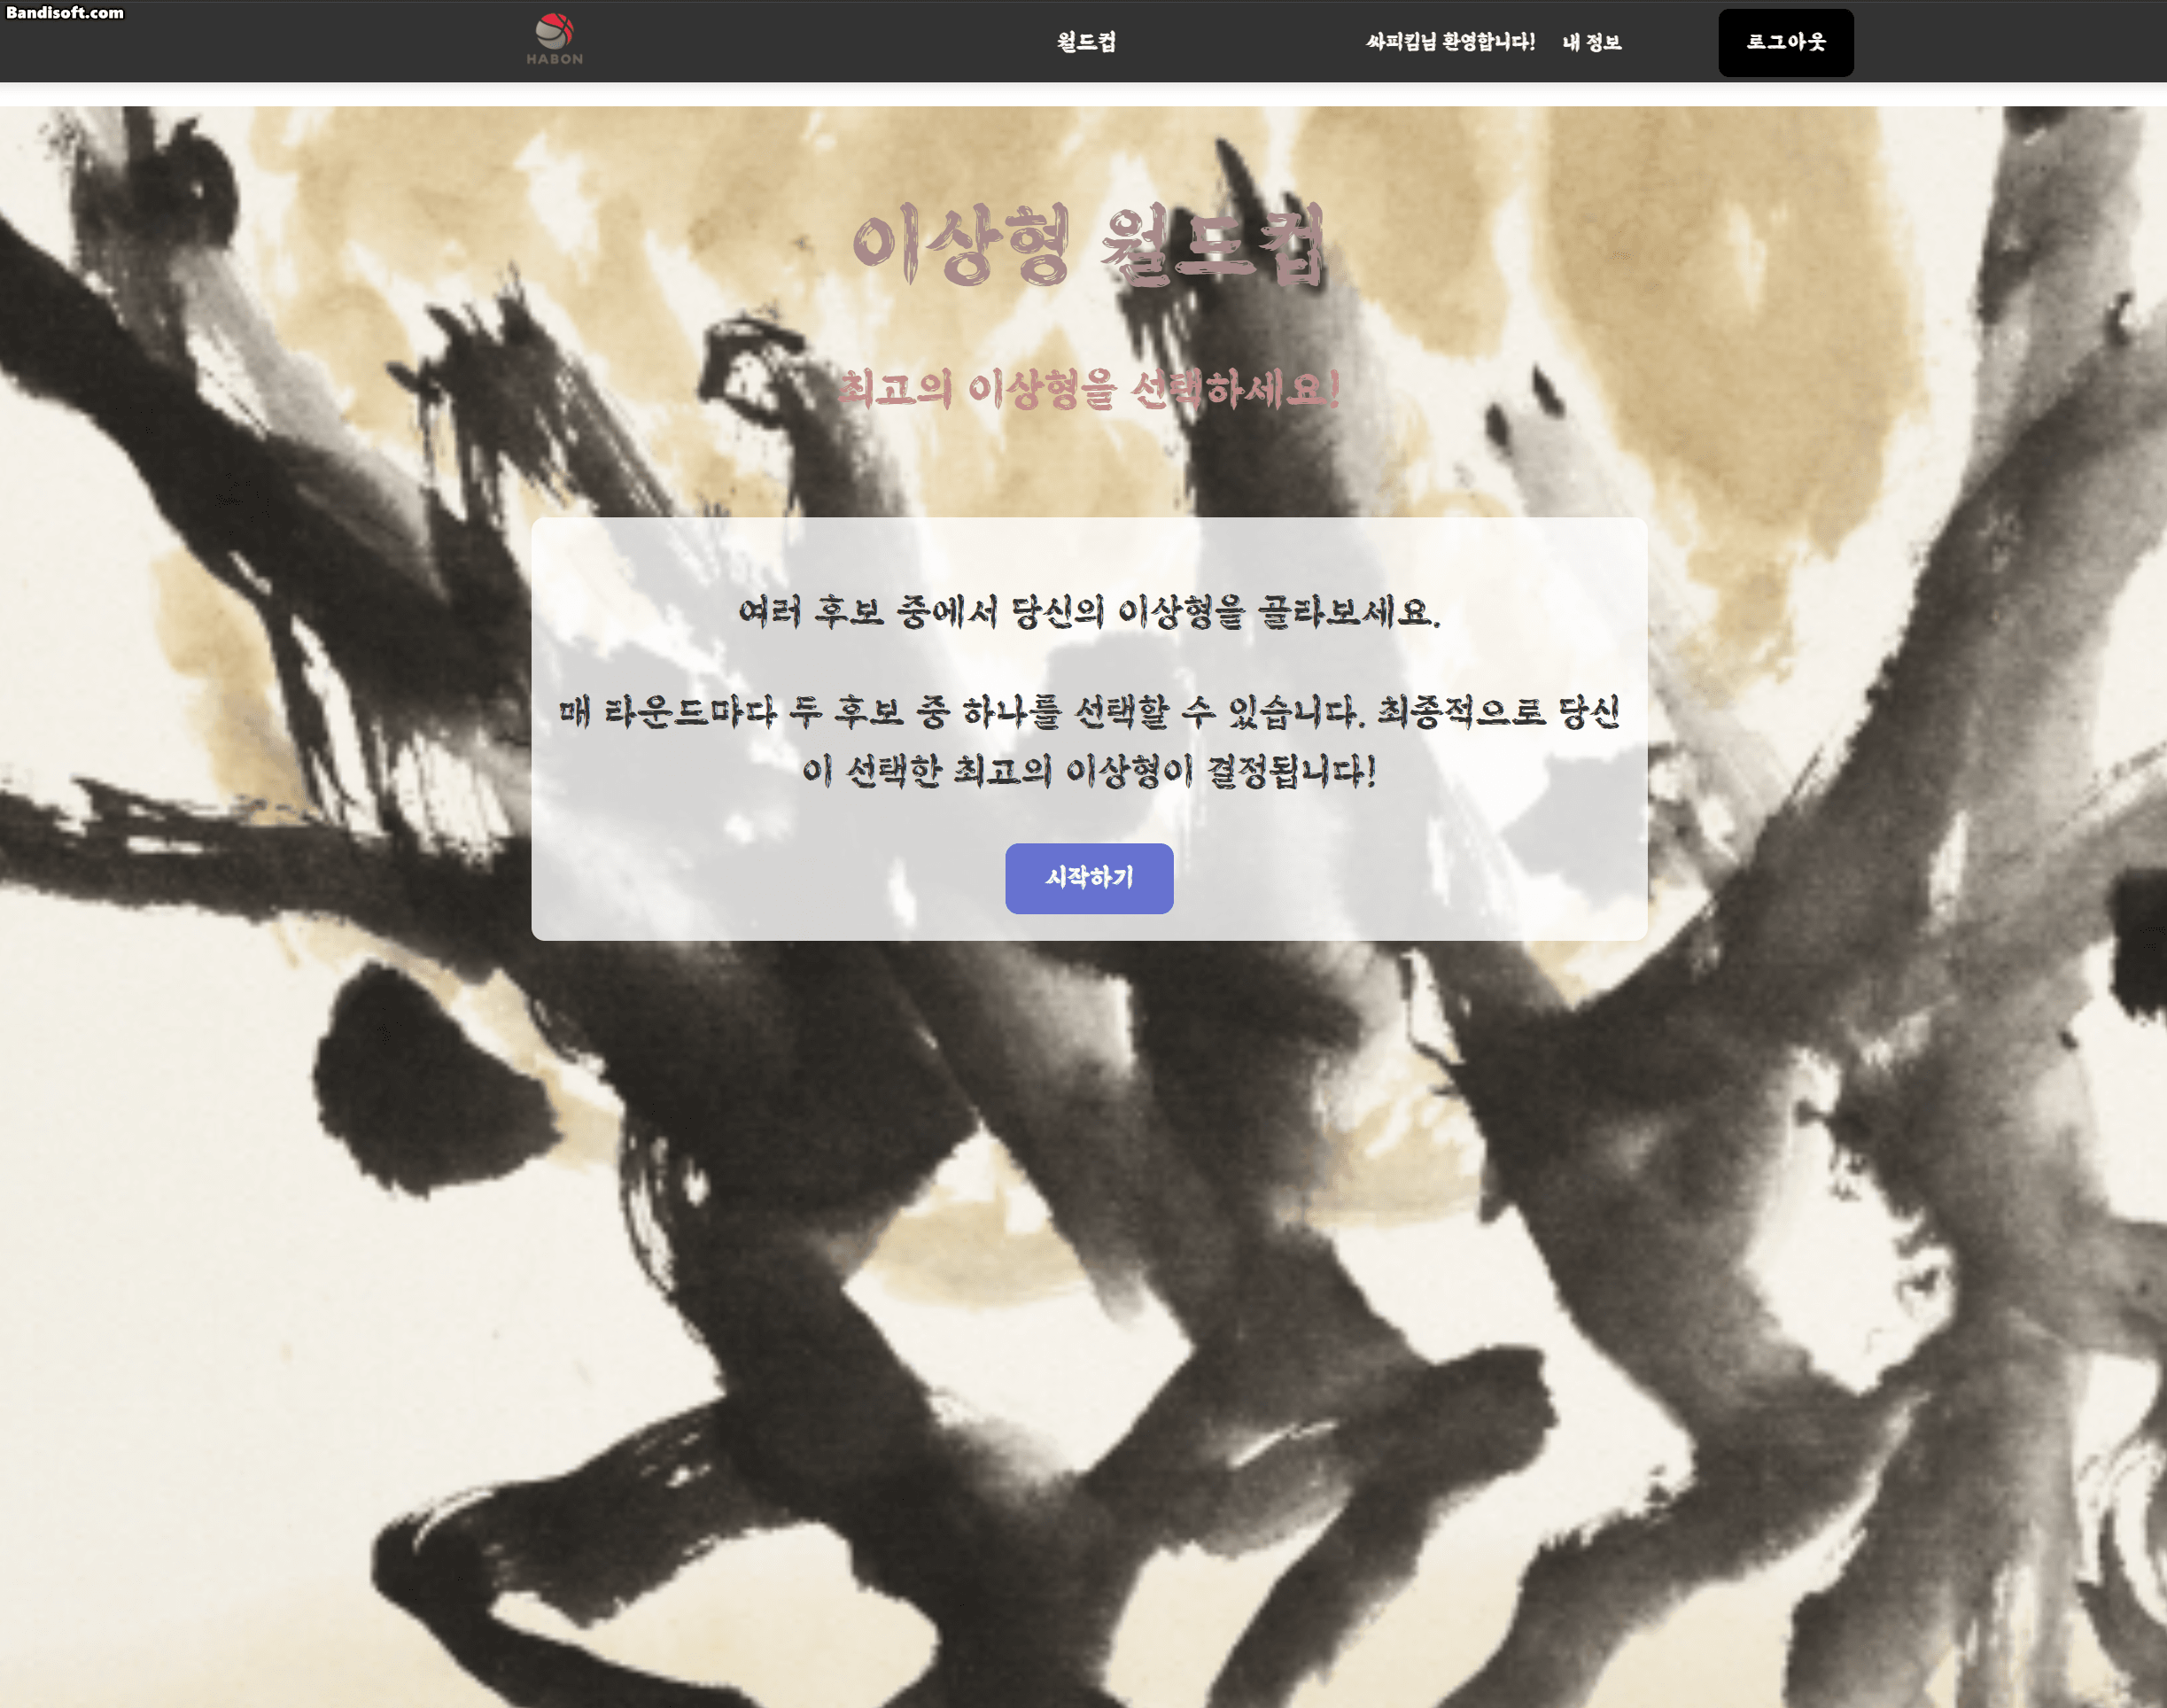 Bandisoft.com
HABON
월드컵
싸피킴님 환영합니다!
내 정보
로그아웃
이상형 월드컵
최고의 이상형을 선택하세요!
여러 후보 중에서 당신의 이상형을 골라보세요.
매 라운드마다 두 후보 중 하나를 선택할 수 있습니다. 최종적으로 당신
이 선택한 최고의 이상형이 결정됩니다!
시작하기